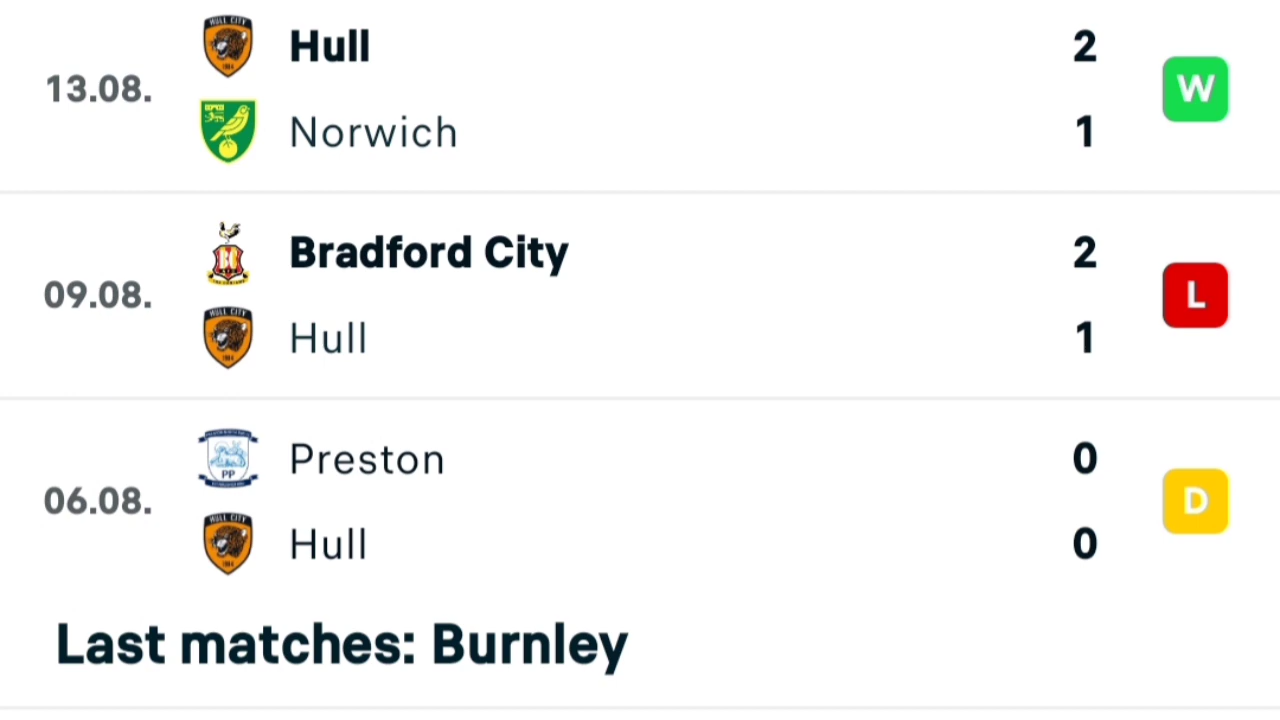 Hull 2
13.08. W
Norwich 1
Bradford City 2
09.08. L
Hull 1
Preston 0
06.08. D
Hull 0
Last matches: Burnley